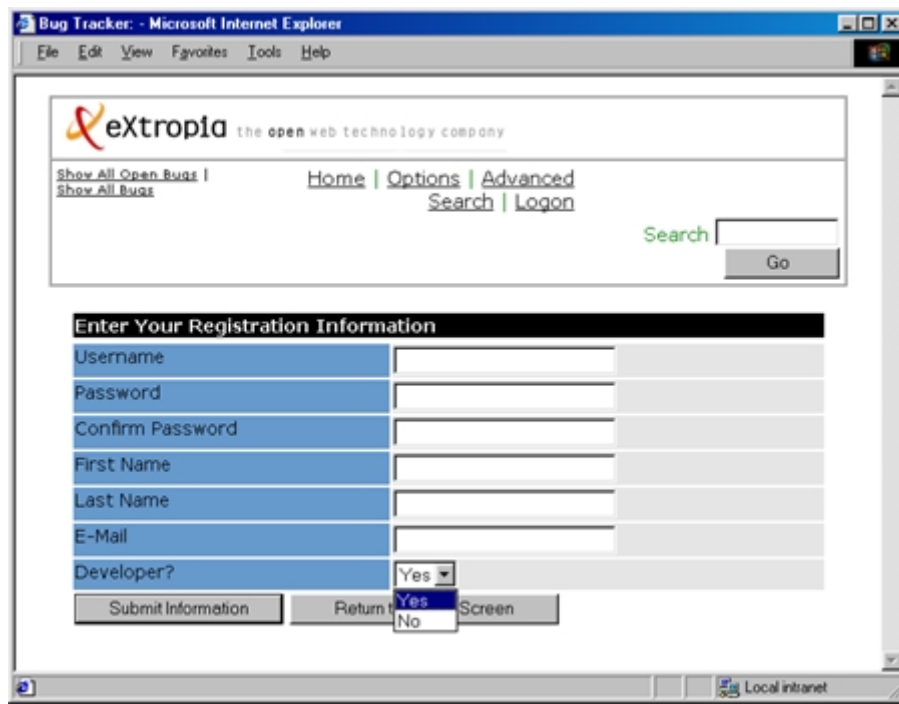 Bug Tracker: - Microsoft Internet Explorer
File Edit View Favorites Tools Help
eXtropia the open web technology company
Show All Open Bugs |
Show All Bugs
Home | Options | Advanced
Search | Logon
Search
Go
Enter Your Registration Information
Username
Password
Confirm Password
First Name
Last Name
E-Mail
Developer? Yes
Yes
No
Submit Information Return t Screen
Local intranet